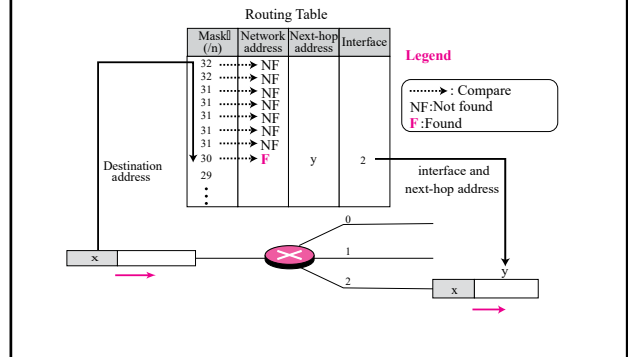 Routing Table
Mask (/n) Network address Next-hop address Interface
32 NF
32 NF
31 NF
31 NF
31 NF
31 NF
31 NF
30 F y 2
29
Legend
: Compare
NF:Not found
F :Found
Destination address
interface and next-hop address
0
1
2
x
y
x